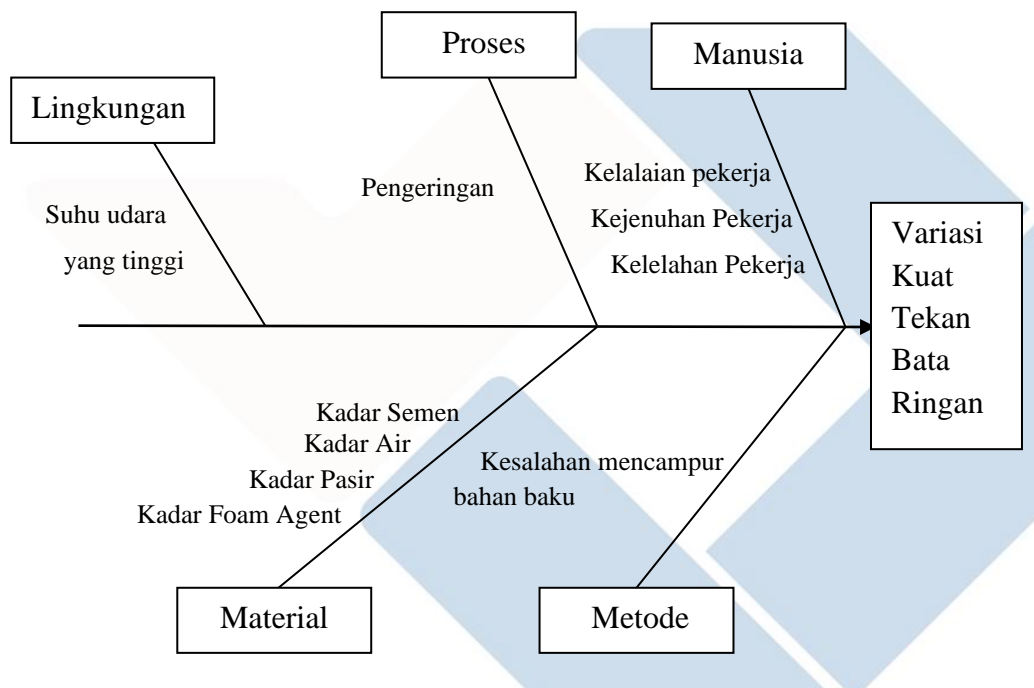 Proses
Manusia
Lingkungan
Pengeringan
Kelalaian pekerja
Kejenuhan Pekerja
Kelelahan Pekerja
Suhu udara
yang tinggi
Variasi
Kuat
Tekan
Bata
Ringan
Kadar Semen
Kadar Air
Kadar Pasir
Kadar Foam Agent
Kesalahan mencampur
bahan baku
Material
Metode